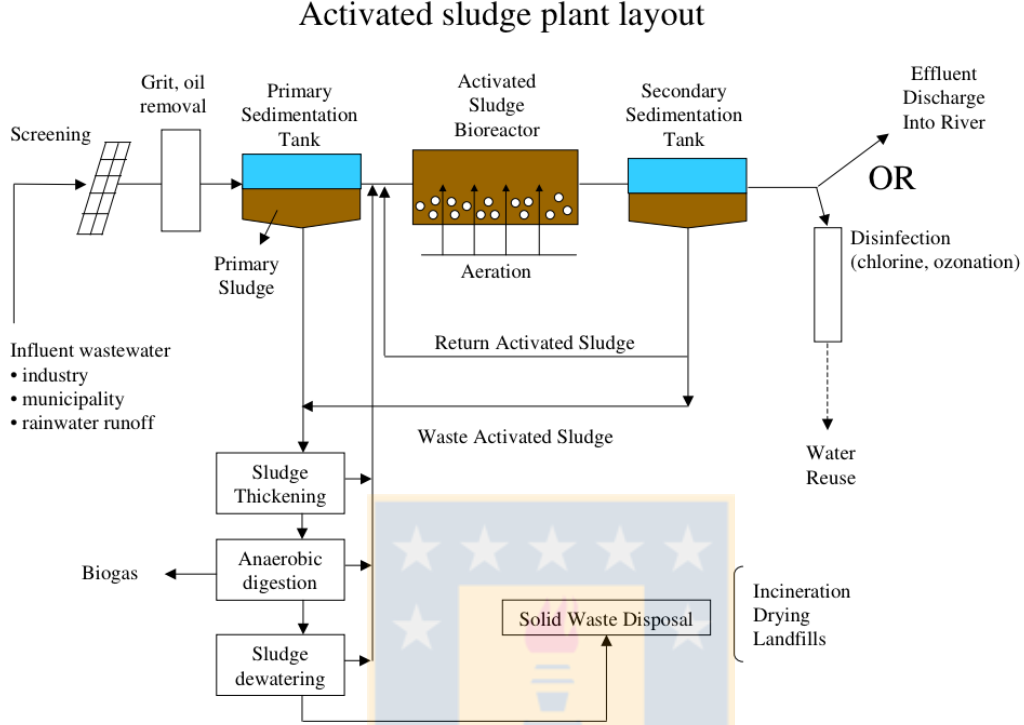 Activated sludge plant layout
Screening
Grit, oil
removal
Primary
Sedimentation
Tank
Activated
Sludge
Bioreactor
Secondary
Sedimentation
Tank
Effluent
Discharge
Into River
OR
Disinfection
(chlorine, ozonation)
Primary
Sludge
Aeration
Influent wastewater
• industry
• municipality
• rainwater runoff
Return Activated Sludge
Waste Activated Sludge
Water
Reuse
Sludge
Thickening
Anaerobic
digestion
Biogas
Sludge
dewatering
Solid Waste Disposal
Incineration
Drying
Landfills